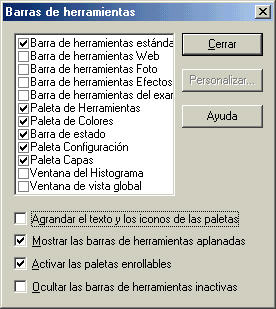 Barras de herramientas
Barra de herramientas estánda
Barra de herramientas Web
Barra de herramientas Foto
Barra de herramientas Efectos
Barra de herramientas del exar
Paleta de Herramientas
Paleta de Colores
Barra de estado
Paleta Configuración
Paleta Capas
Ventana del Histograma
Ventana de vista global
Cerrar
Personalizar...
Ayuda
Agrandar el texto y los iconos de las paletas
Mostrar las barras de herramientas aplanadas
Activar las paletas enrollables
Ocultar las barras de herramientas inactivas